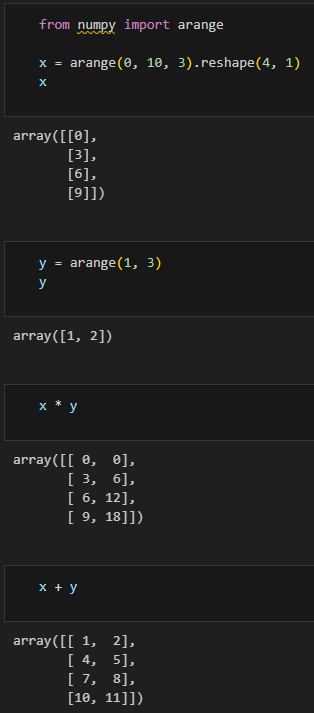 from numpy import arange
x = arange(0, 10, 3).reshape(4, 1)
x
array([[0],
       [3],
       [6],
       [9]])
y = arange(1, 3)
y
array([1, 2])
x * y
array([[ 0,  0],
       [ 3,  6],
       [ 6, 12],
       [ 9, 18]])
x + y
array([[ 1,  2],
       [ 4,  5],
       [ 7,  8],
       [10, 11]])